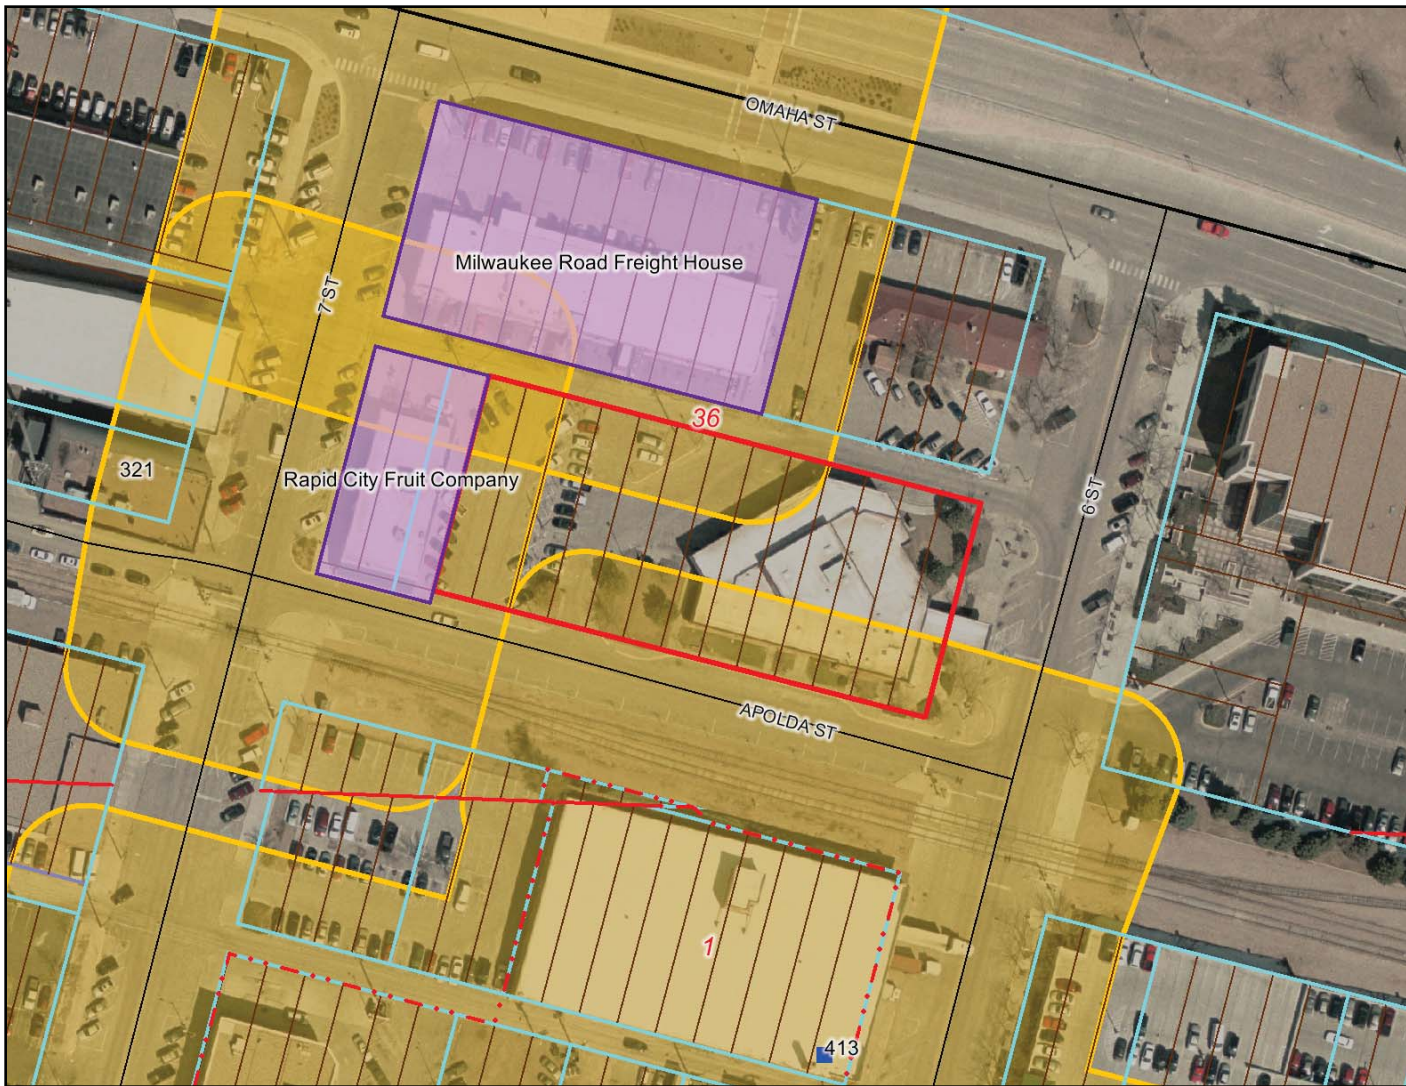 OMAHA ST
Milwaukee Road Freight House
7 ST
36
321
Rapid City Fruit Company
6 ST
APOLDA ST
1
413